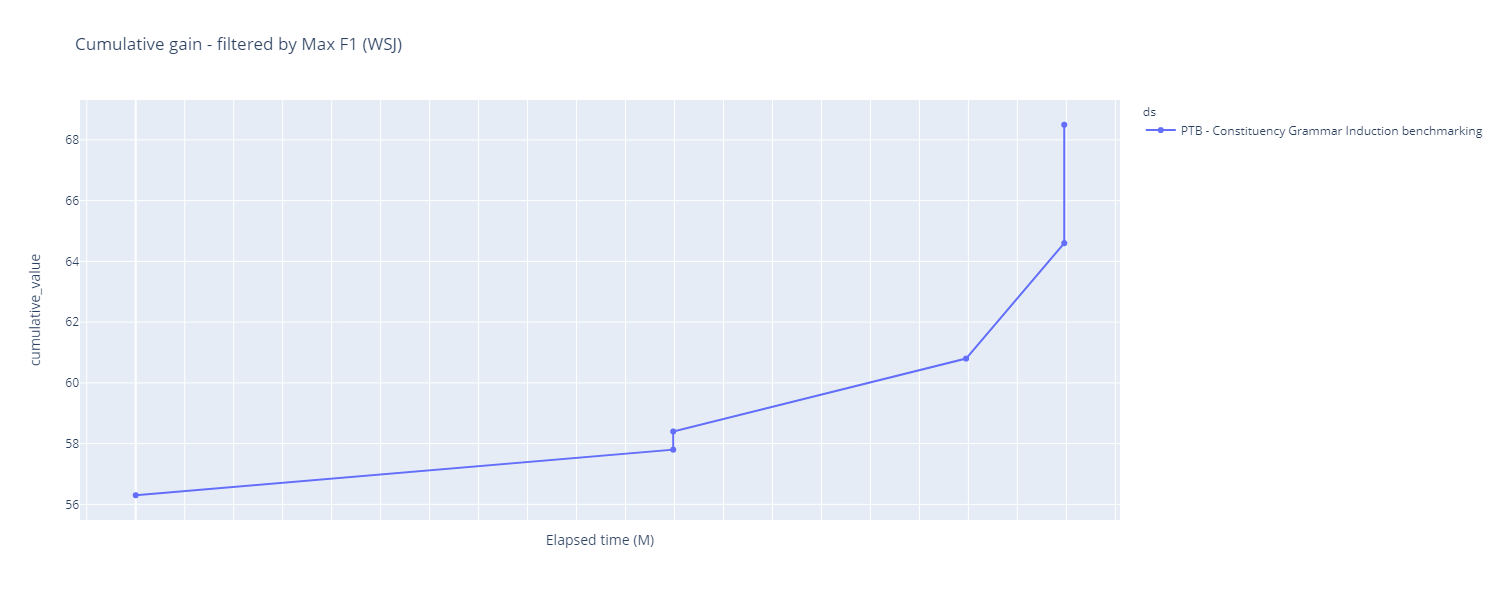 Cumulative gain - filtered by Max F1 (WSJ)
ds
PTB - Constituency Grammar Induction benchmarking
cumulative_value
68
66
64
62
60
58
56
Elapsed time (M)